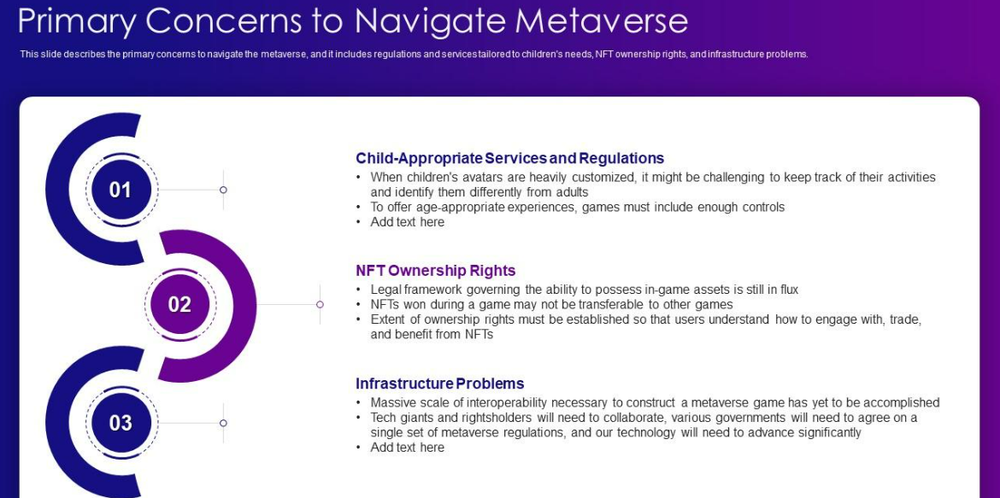 Primary Concerns to Navigate Metaverse
This slide describes the primary concerns to navigate the metaverse, and it includes regulations and services tailored to children's needs, NFT ownership rights, and infrastructure problems.
01
Child-Appropriate Services and Regulations
• When children's avatars are heavily customized, it might be challenging to keep track of their activities
and identify them differently from adults
• To offer age-appropriate experiences, games must include enough controls
• Add text here
02
NFT Ownership Rights
• Legal framework governing the ability to possess in-game assets is still in flux
• NFTs won during a game may not be transferable to other games
• Extent of ownership rights must be established so that users understand how to engage with, trade,
and benefit from NFTs
03
Infrastructure Problems
• Massive scale of interoperability necessary to construct a metaverse game has yet to be accomplished
• Tech giants and rightsholders will need to collaborate, various governments will need to agree on a
single set of metaverse regulations, and our technology will need to advance significantly
• Add text here